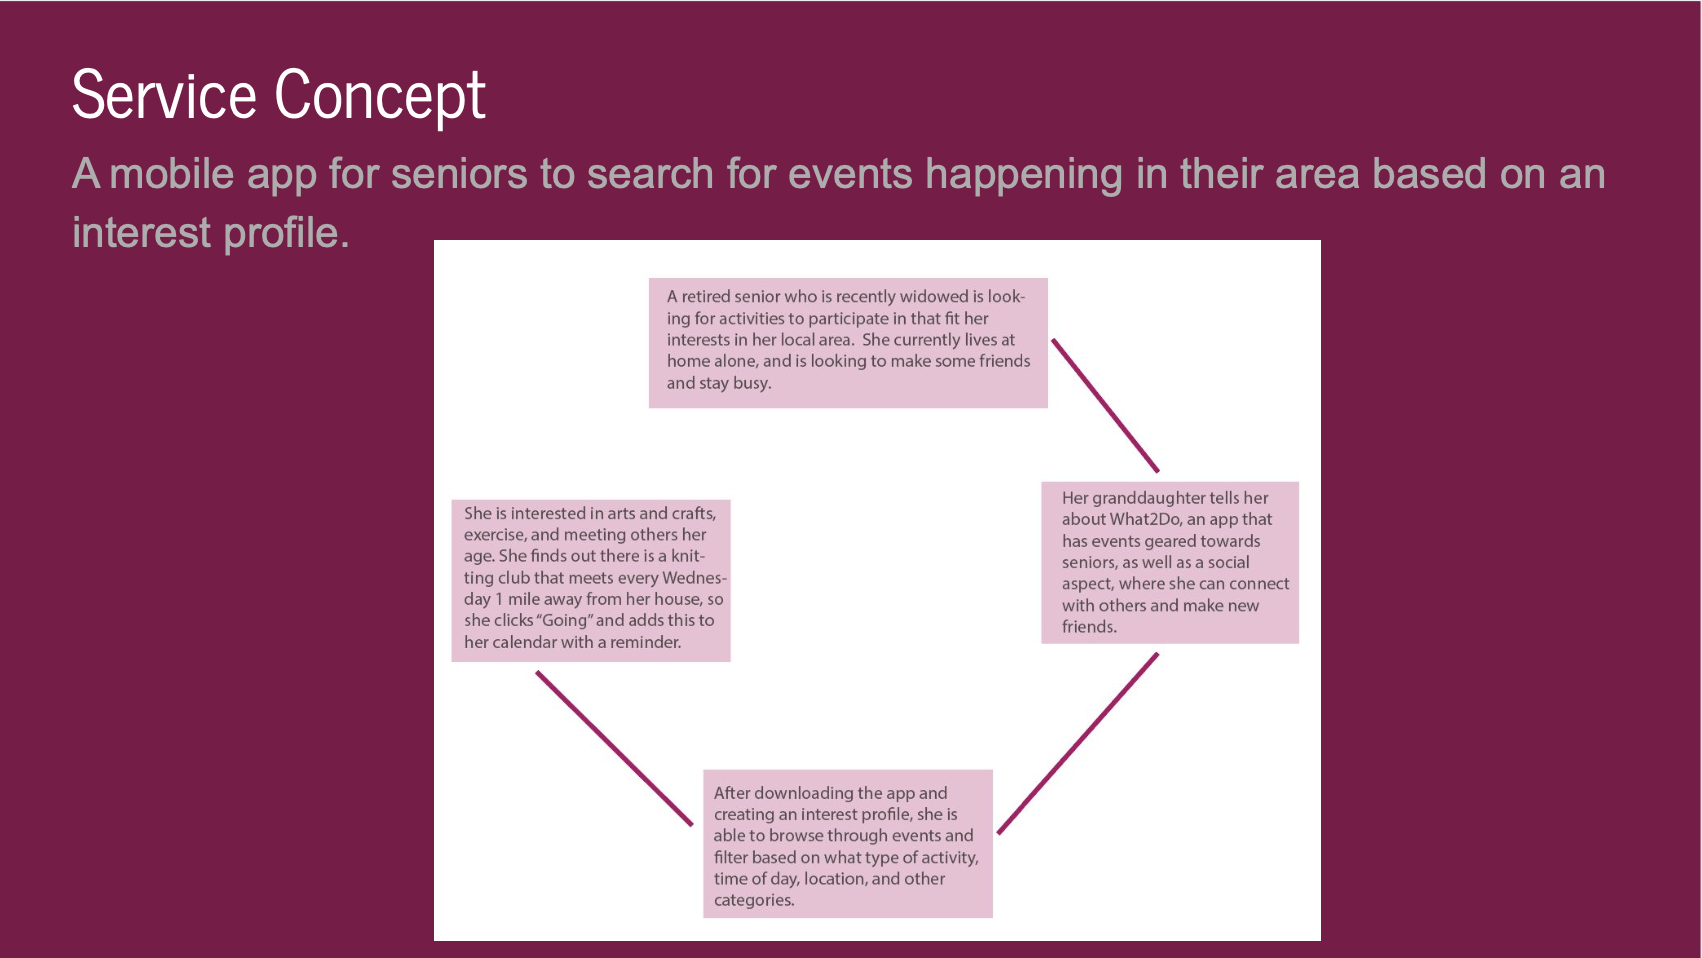 Service Concept
A mobile app for seniors to search for events happening in their area based on an
interest profile.
A retired senior who is recently widowed is look-
ing for activities to participate in that fit her
interests in her local area.  She currently lives at
home alone, and is looking to make some friends
and stay busy.
Her granddaughter tells her
about What2Do, an app that
has events geared towards
seniors, as well as a social
aspect, where she can connect
with others and make new
friends.
After downloading the app and
creating an interest profile, she is
able to browse through events and
filter based on what type of activity,
time of day, location, and other
categories.
She is interested in arts and crafts,
exercise, and meeting others her
age. She finds out there is a knit-
ting club that meets every Wednes-
day 1 mile away from her house, so
she clicks “Going” and adds this to
her calendar with a reminder.